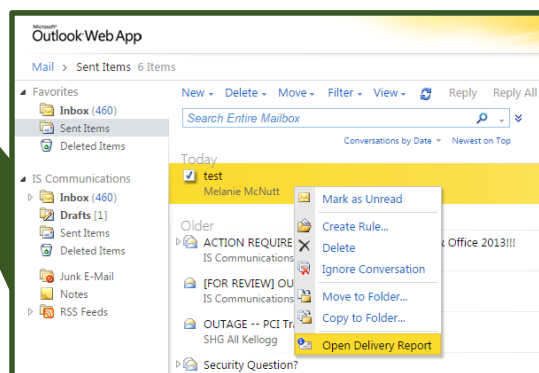 Microsoft
Outlook Web App
Mail > Sent Items 6 Items
Favorites
Inbox (460)
Sent Items
Deleted Items
IS Communications
Inbox (460)
Drafts [1]
Sent Items
Deleted Items
Junk E-Mail
Notes
RSS Feeds
New Delete Move Filter View Reply Reply All
Search Entire Mailbox
Conversations by Date Newest on Top
Today
test
Melanie McNutt
Older
ACTION REQUIRE & Office 2013!!!
IS Communications
[FOR REVIEW] OU
IS Communications
OUTAGE -- PCI Tr
SHG All Kellogg
Security Question?
Mark as Unread
Create Rule...
Delete
Ignore Conversation
Move to Folder...
Copy to Folder...
Open Delivery Report